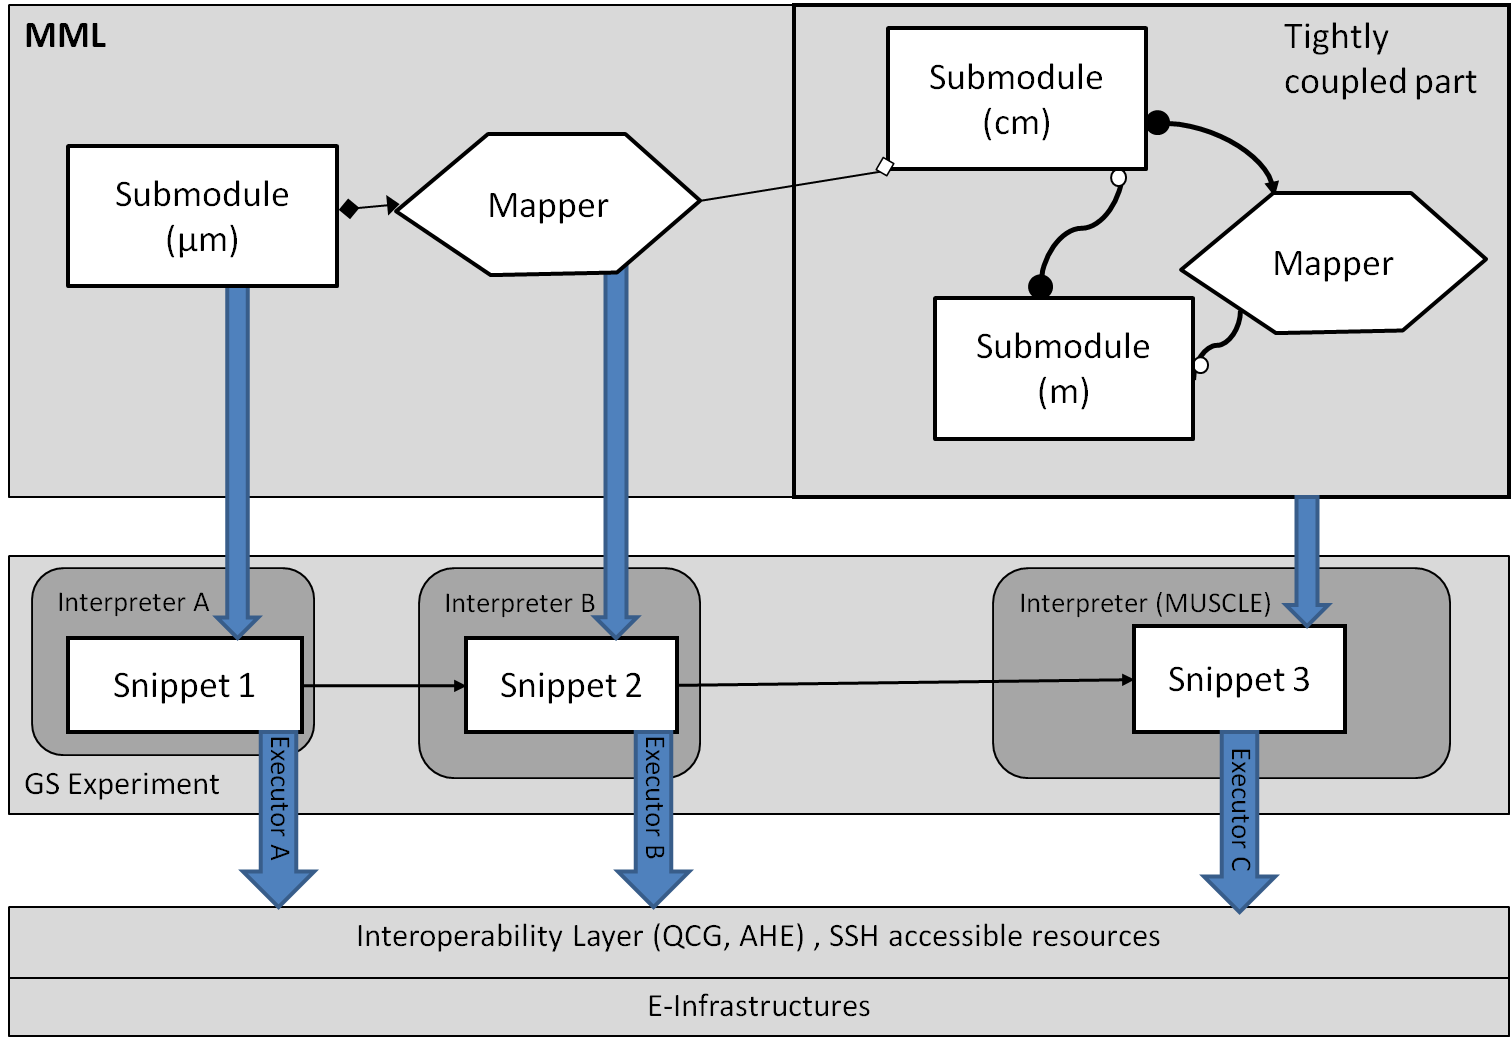 MML
Tightly
coupled part
Submodule
(cm)
Submodule
(µm)
Mapper
Mapper
Submodule
(m)
Interpreter A
Interpreter B
Interpreter (MUSCLE)
Snippet 1
Snippet 2
Snippet 3
Executor A
Executor B
Executor C
GS Experiment
Interoperability Layer (QCG, AHE) , SSH accessible resources
E-Infrastructures